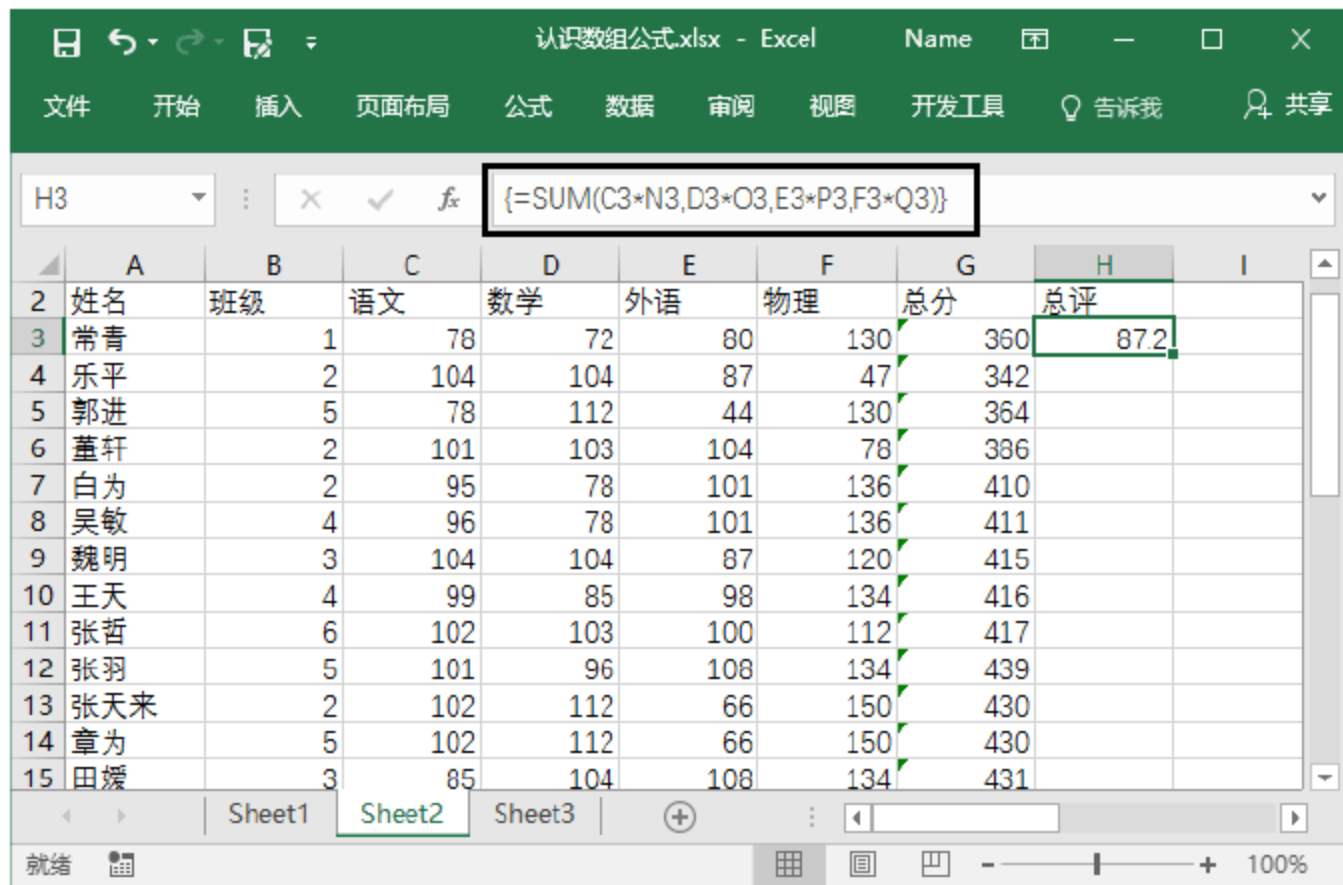 认识数组公式.xlsx - Excel Name
文件 开始 插入 页面布局 公式 数据 审阅 视图 开发工具 告诉我 共享
H3 fx {=SUM(C3*N3,D3*O3,E3*P3,F3*Q3)}
A B C D E F G H I
2 姓名 班级 语文 数学 外语 物理 总分 总评
3 常青 1 78 72 80 130 360 87.2
4 乐平 2 104 104 87 47 342
5 郭进 5 78 112 44 130 364
6 董轩 2 101 103 104 78 386
7 白为 2 95 78 101 136 410
8 吴敏 4 96 78 101 136 411
9 魏明 3 104 104 87 120 415
10 王天 4 99 85 98 134 416
11 张哲 6 102 103 100 112 417
12 张羽 5 101 96 108 134 439
13 张天来 2 102 112 66 150 430
14 章为 5 102 112 66 150 430
15 田嫒 3 85 104 108 134 431
Sheet1 Sheet2 Sheet3
就绪 100%